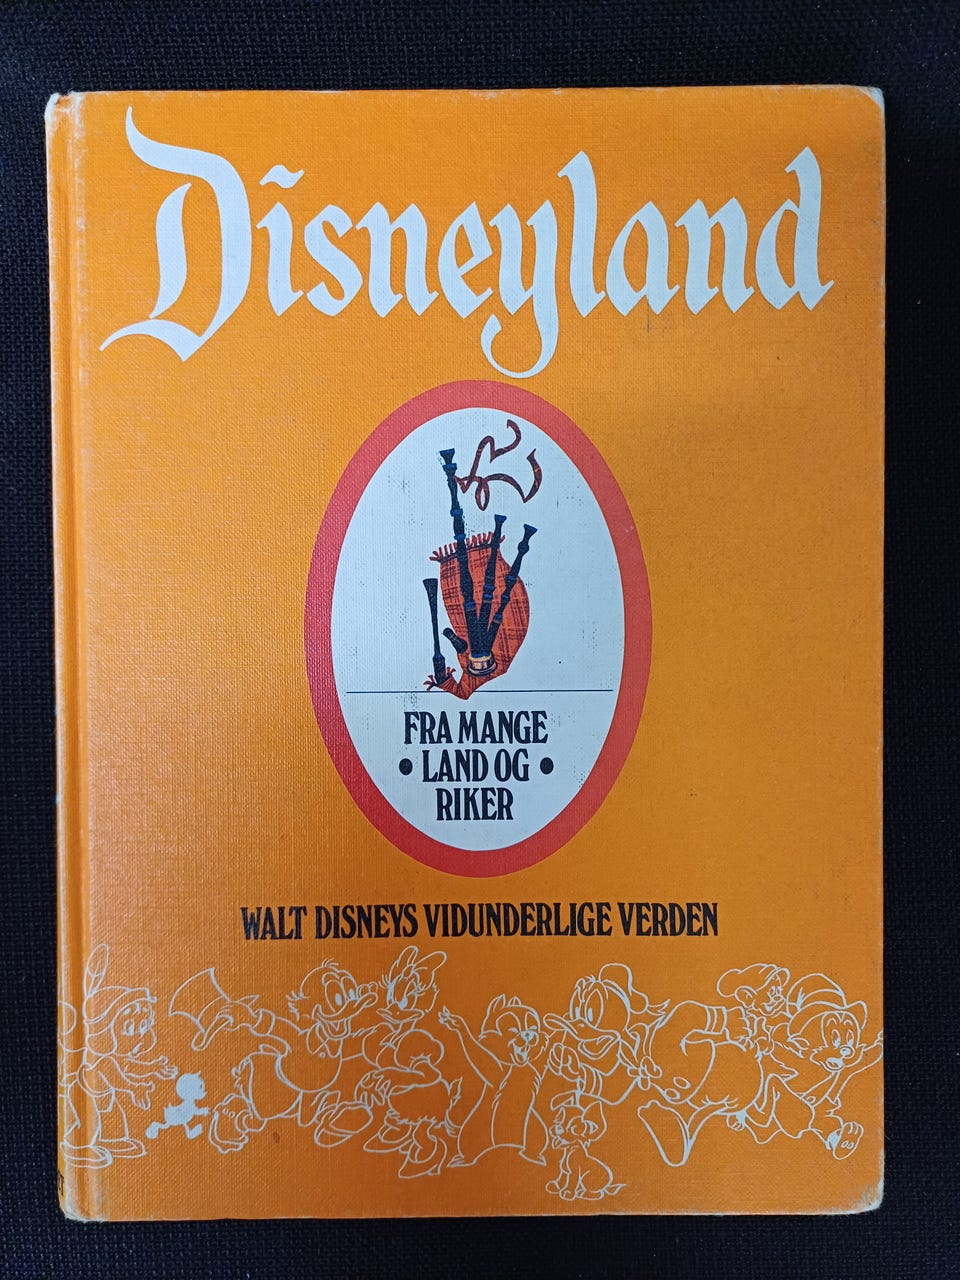 Disneyland
FRA MANGE
• LAND OG •
RIKER
WALT DISNEYS VIDUNDERLIGE VERDEN